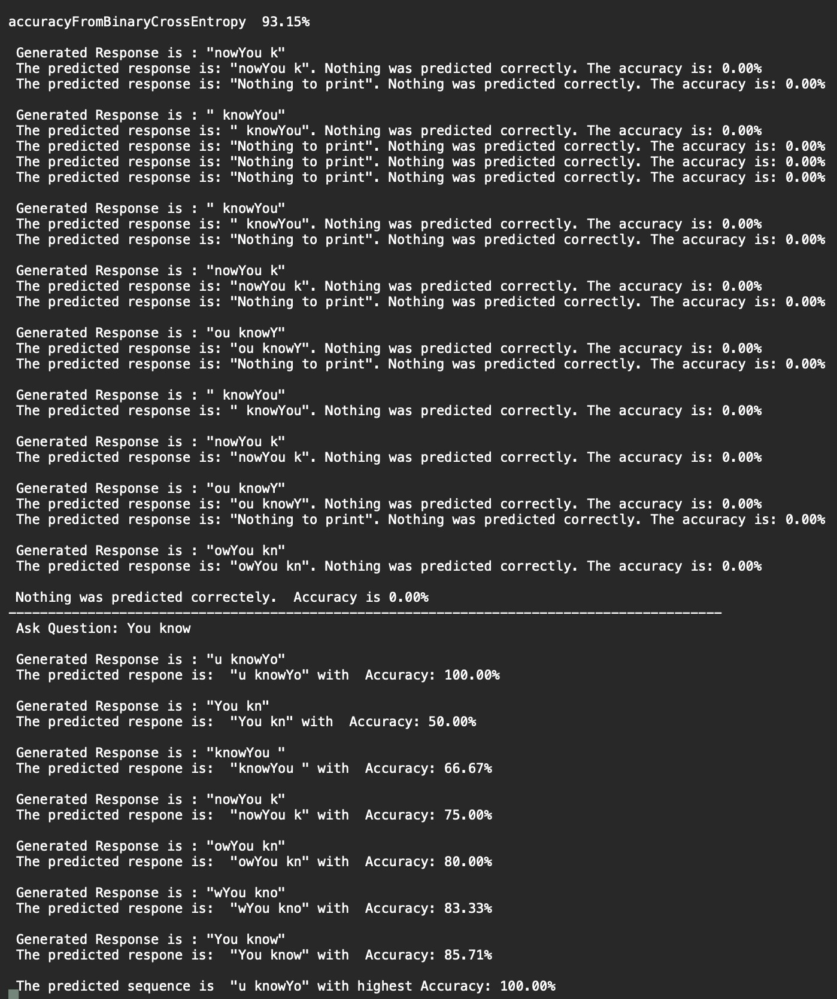 accuracyFromBinaryCrossEntropy  93.15%
Generated Response is : "nowYou k"
The predicted response is: "nowYou k". Nothing was predicted correctly. The accuracy is: 0.00%
The predicted response is: "Nothing to print". Nothing was predicted correctly. The accuracy is: 0.00%
Generated Response is : " knowYou"
The predicted response is: " knowYou". Nothing was predicted correctly. The accuracy is: 0.00%
The predicted response is: "Nothing to print". Nothing was predicted correctly. The accuracy is: 0.00%
The predicted response is: "Nothing to print". Nothing was predicted correctly. The accuracy is: 0.00%
The predicted response is: "Nothing to print". Nothing was predicted correctly. The accuracy is: 0.00%
Generated Response is : " knowYou"
The predicted response is: " knowYou". Nothing was predicted correctly. The accuracy is: 0.00%
The predicted response is: "Nothing to print". Nothing was predicted correctly. The accuracy is: 0.00%
Generated Response is : "nowYou k"
The predicted response is: "nowYou k". Nothing was predicted correctly. The accuracy is: 0.00%
The predicted response is: "Nothing to print". Nothing was predicted correctly. The accuracy is: 0.00%
Generated Response is : "ou knowY"
The predicted response is: "ou knowY". Nothing was predicted correctly. The accuracy is: 0.00%
The predicted response is: "Nothing to print". Nothing was predicted correctly. The accuracy is: 0.00%
Generated Response is : " knowYou"
The predicted response is: " knowYou". Nothing was predicted correctly. The accuracy is: 0.00%
Generated Response is : "nowYou k"
The predicted response is: "nowYou k". Nothing was predicted correctly. The accuracy is: 0.00%
Generated Response is : "ou knowY"
The predicted response is: "ou knowY". Nothing was predicted correctly. The accuracy is: 0.00%
The predicted response is: "Nothing to print". Nothing was predicted correctly. The accuracy is: 0.00%
Generated Response is : "owYou kn"
The predicted response is: "owYou kn". Nothing was predicted correctly. The accuracy is: 0.00%
Nothing was predicted correctely.  Accuracy is 0.00%
------------------------------------------------------------------------------------------
Ask Question: You know
Generated Response is : "u knowYo"
The predicted respone is:  "u knowYo" with  Accuracy: 100.00%
Generated Response is : "You kn"
The predicted respone is:  "You kn" with  Accuracy: 50.00%
Generated Response is : "knowYou "
The predicted respone is:  "knowYou " with  Accuracy: 66.67%
Generated Response is : "nowYou k"
The predicted respone is:  "nowYou k" with  Accuracy: 75.00%
Generated Response is : "owYou kn"
The predicted respone is:  "owYou kn" with  Accuracy: 80.00%
Generated Response is : "wYou kno"
The predicted respone is:  "wYou kno" with  Accuracy: 83.33%
Generated Response is : "You know"
The predicted respone is:  "You know" with  Accuracy: 85.71%
The predicted sequence is  "u knowYo" with highest Accuracy: 100.00%